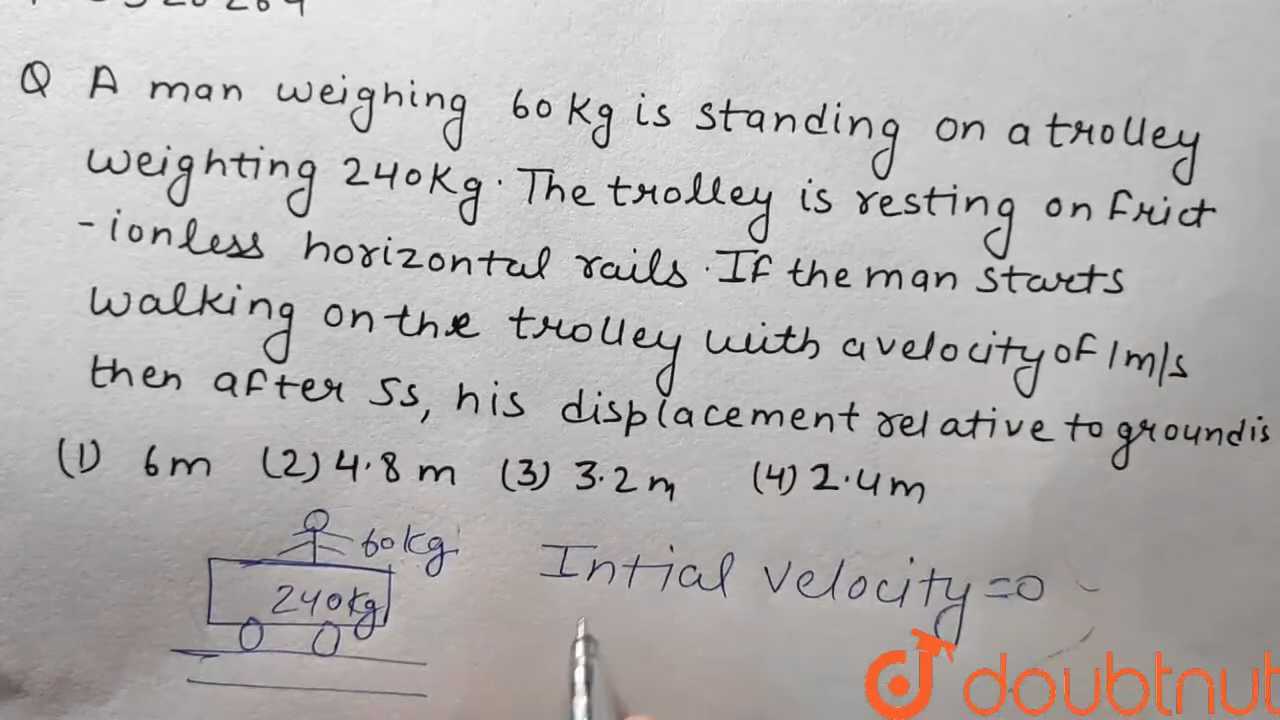 Q A man weighing 60 Kg is standing on a trolley
weighting 240 Kg. The trolley is resting on frict
-ionless horizontal rails. If the man starts
walking on the trolley with a velocity of 1 m/s
then after 5s, his displacement relative to ground is
(1) 6m (2) 4.8 m (3) 3.2 m (4) 2.4 m
60 kg
240 kg
Intial velocity = 0
doubtnut